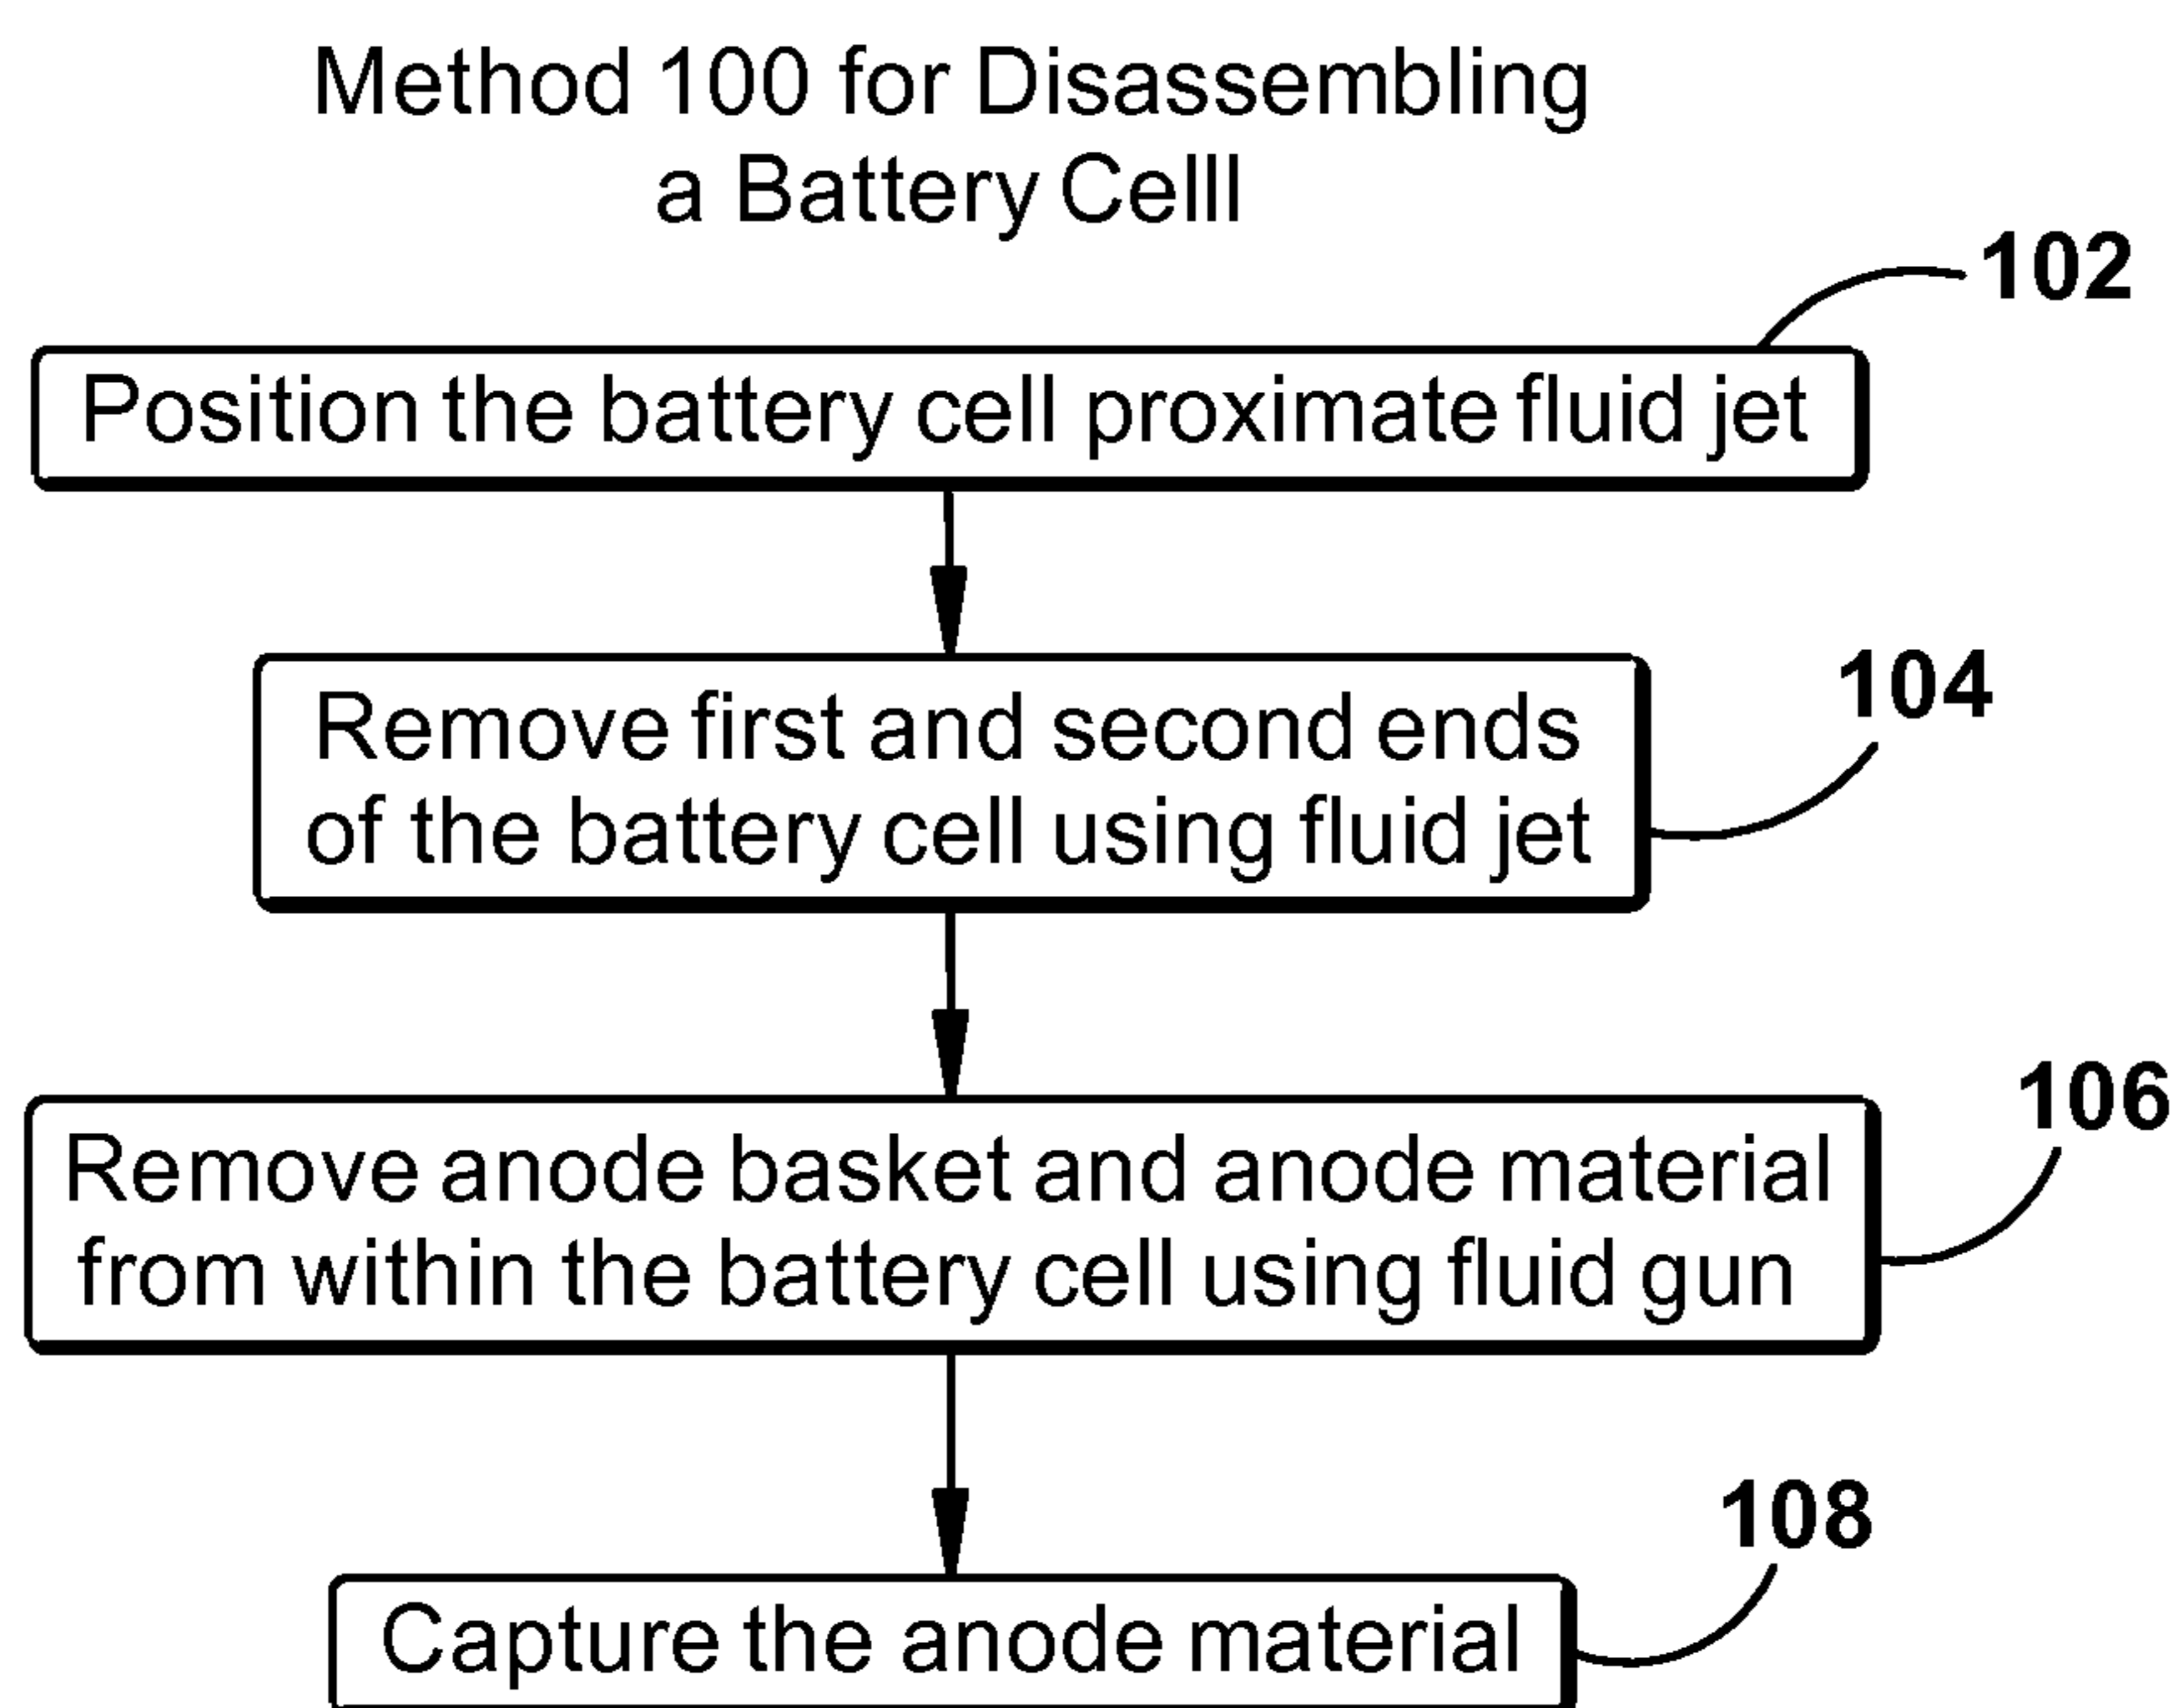 Method 100 for Disassembling
a Battery Celll
102
Position the battery cell proximate fluid jet
104
Remove first and second ends
of the battery cell using fluid jet
106
Remove anode basket and anode material
from within the battery cell using fluid gun
108
Capture the anode material